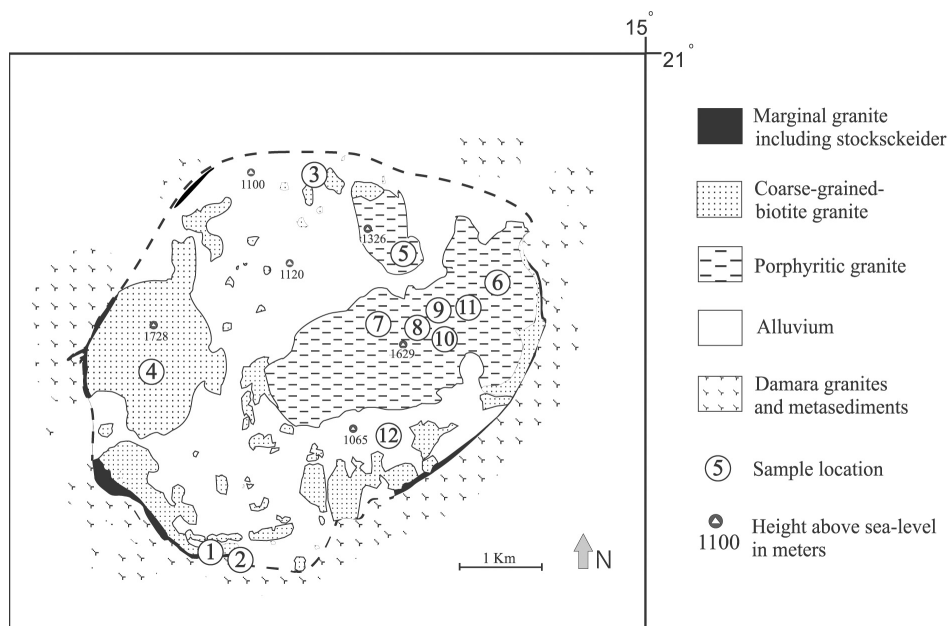 15°
21°
3
1100
1326
5
1120
6
9
11
7
8
10
1728
1629
4
1065
12
1
2
1 Km
N
Marginal granite
including stocksckeider
Coarse-grained-
biotite granite
Porphyritic granite
Alluvium
Damara granites
and metasediments
5
Sample location
1100
Height above sea-level
in meters